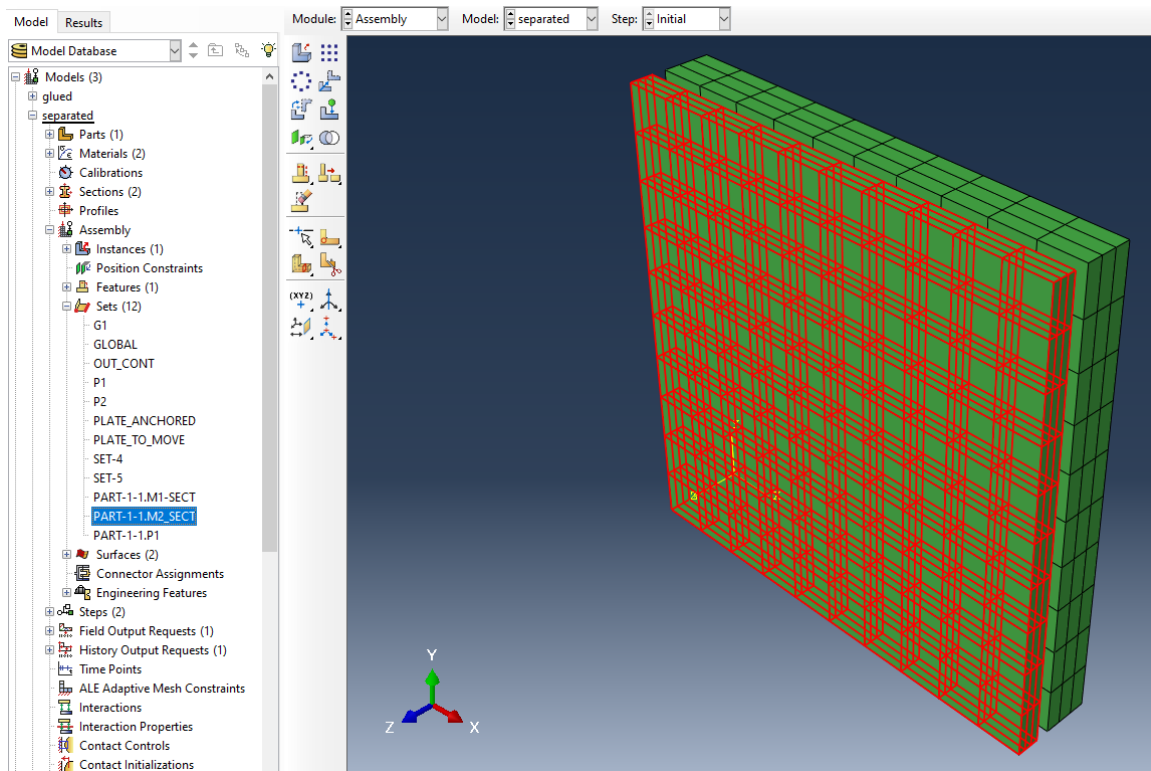 Model Results
Module: Assembly Model: separated Step: Initial
Model Database
Models (3)
glued
separated
Parts (1)
Materials (2)
Calibrations
Sections (2)
Profiles
Assembly
Instances (1)
Position Constraints
Features (1)
Sets (12)
G1
GLOBAL
OUT_CONT
P1
P2
PLATE_ANCHORED
PLATE_TO_MOVE
SET-4
SET-5
PART-1-1.M1-SECT
PART-1-1.M2_SECT
PART-1-1.P1
Surfaces (2)
Connector Assignments
Engineering Features
Steps (2)
Field Output Requests (1)
History Output Requests (1)
Time Points
ALE Adaptive Mesh Constraints
Interactions
Interaction Properties
Contact Controls
Contact Initializations
(XYZ)
Y
Z
X